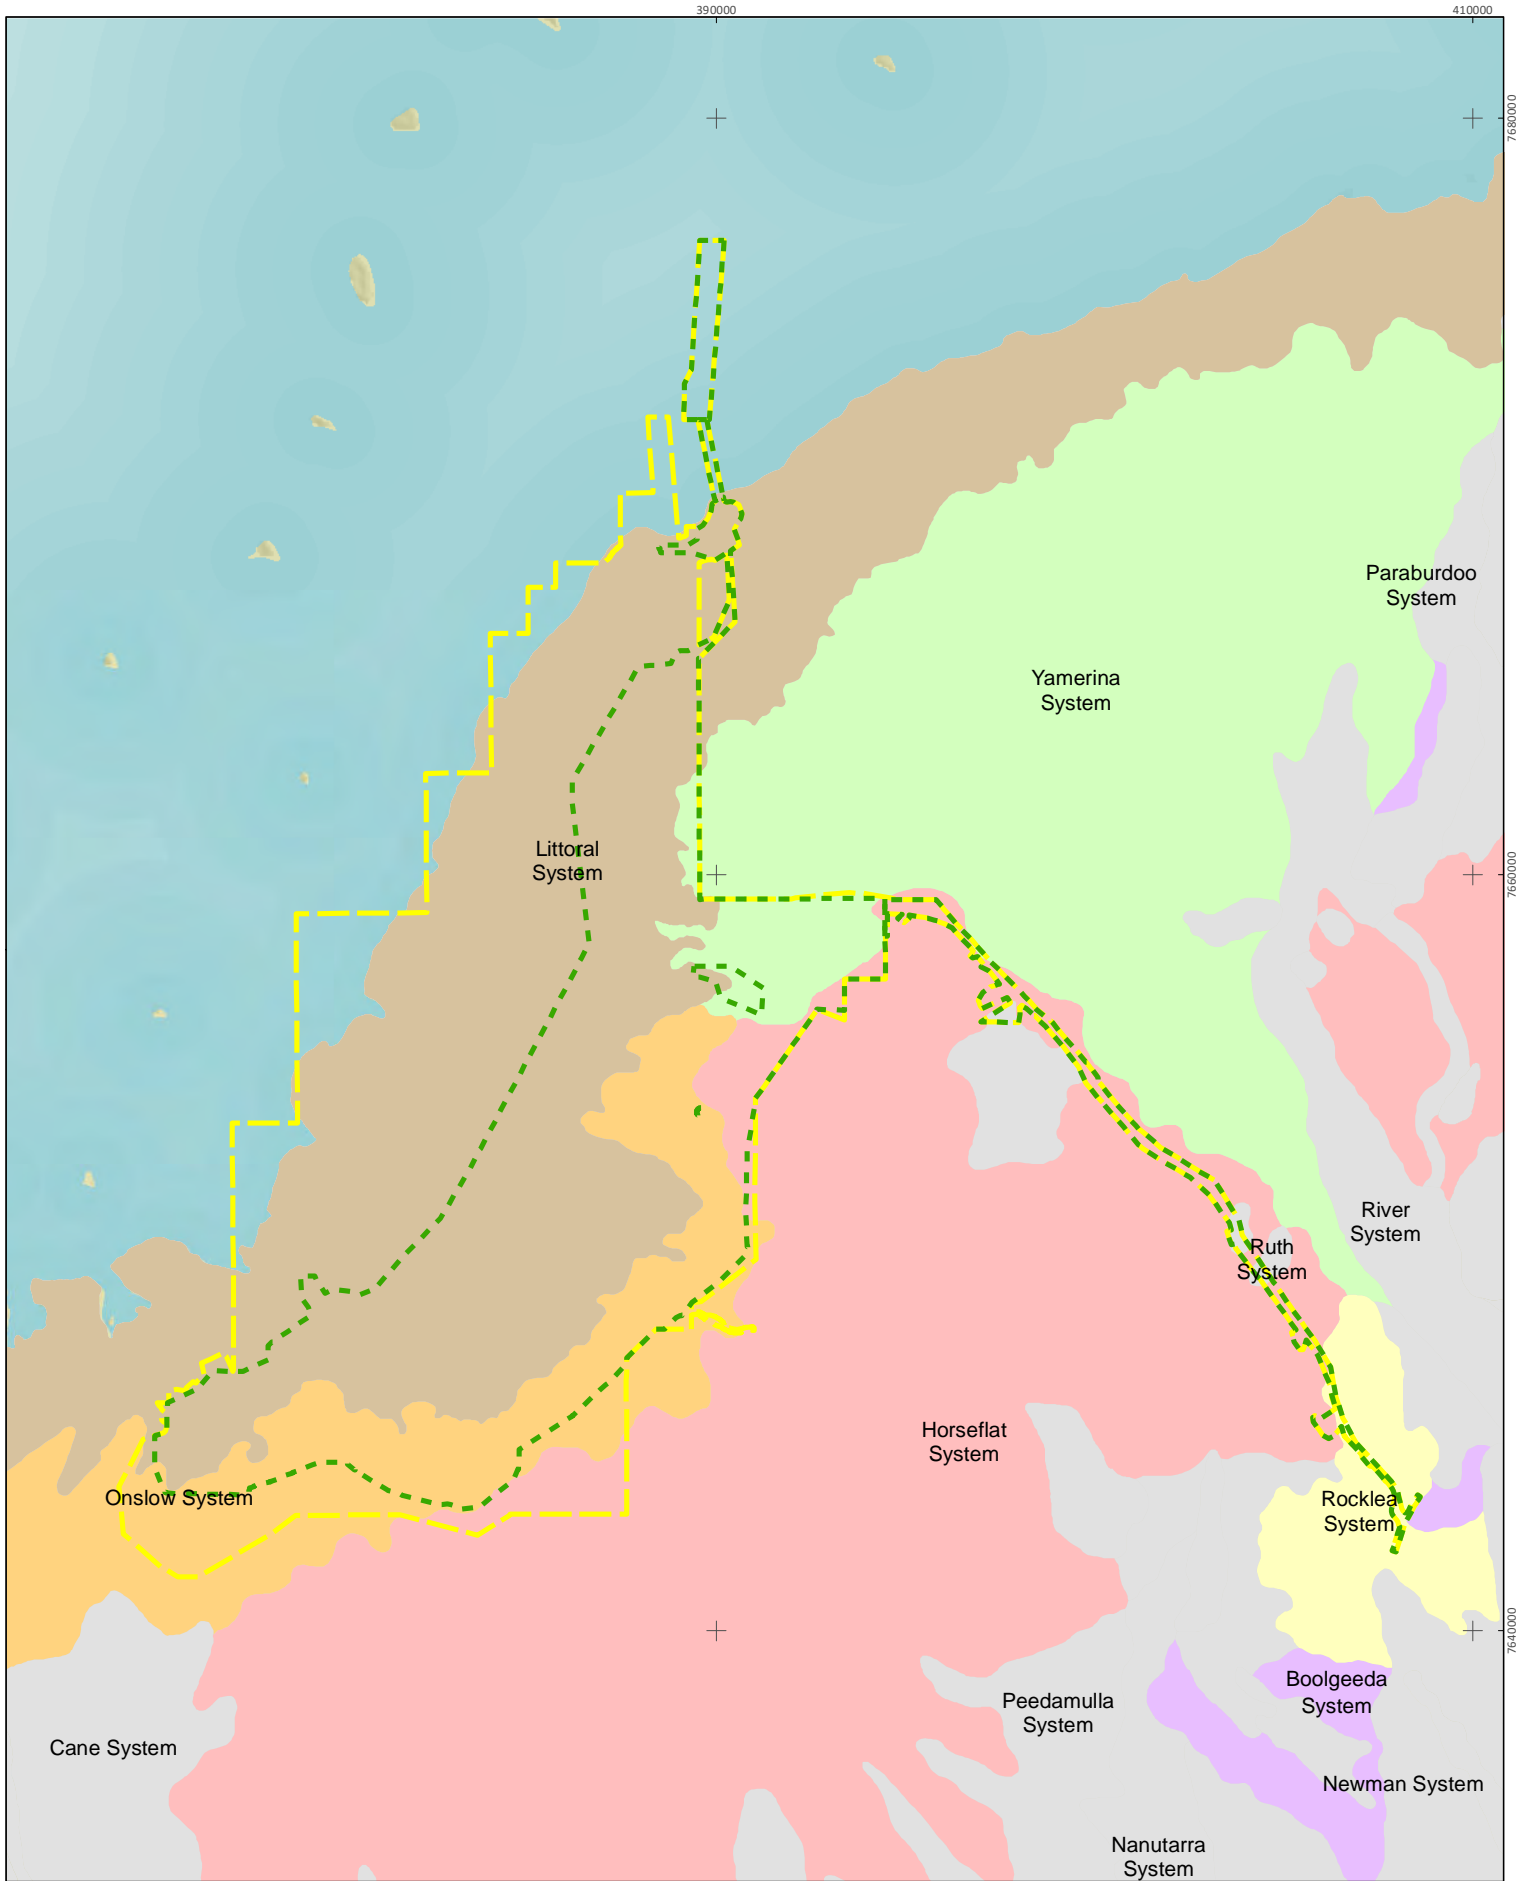 390000
410000
7680000
Paraburdoo
System
Yamerina
System
Littoral
System
7660000
River
System
Ruth
System
Horseflat
System
Onslow System
Rocklea
System
7640000
Boolgeeda
System
Peedamulla
System
Cane System
Newman System
Nanutarra
System